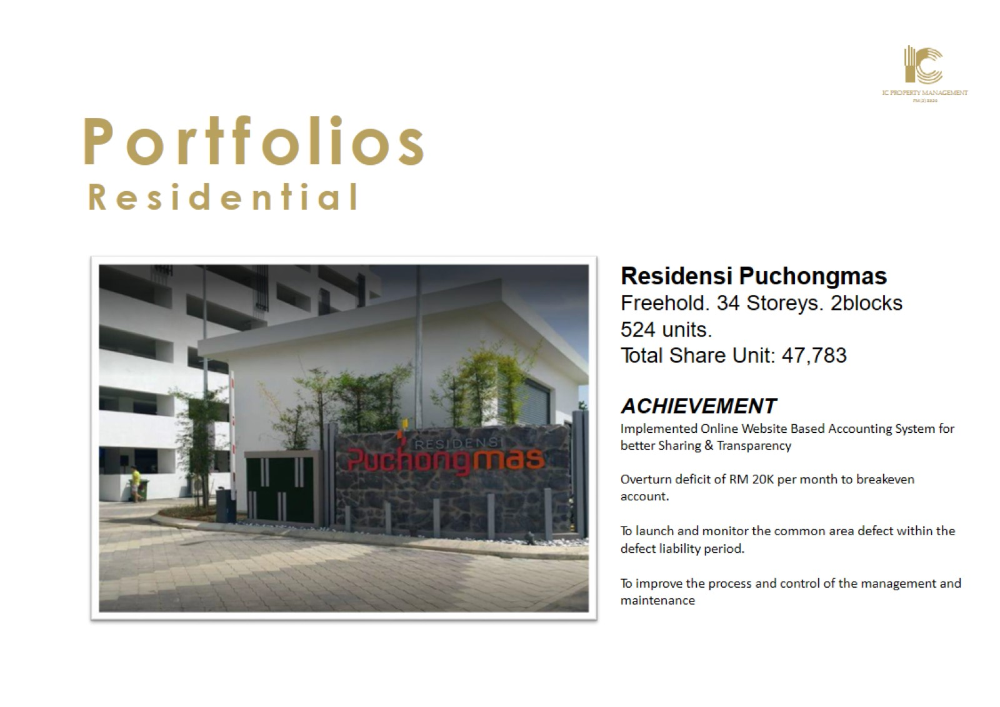 IC PROPERTY MANAGEMENT
Portfolios
Residential
RESIDENSI
Puchongmas
Residensi Puchongmas
Freehold. 34 Storeys. 2blocks
524 units.
Total Share Unit: 47,783
ACHIEVEMENT
Implemented Online Website Based Accounting System for
better Sharing & Transparency
Overturn deficit of RM 20K per month to breakeven
account.
To launch and monitor the common area defect within the
defect liability period.
To improve the process and control of the management and
maintenance